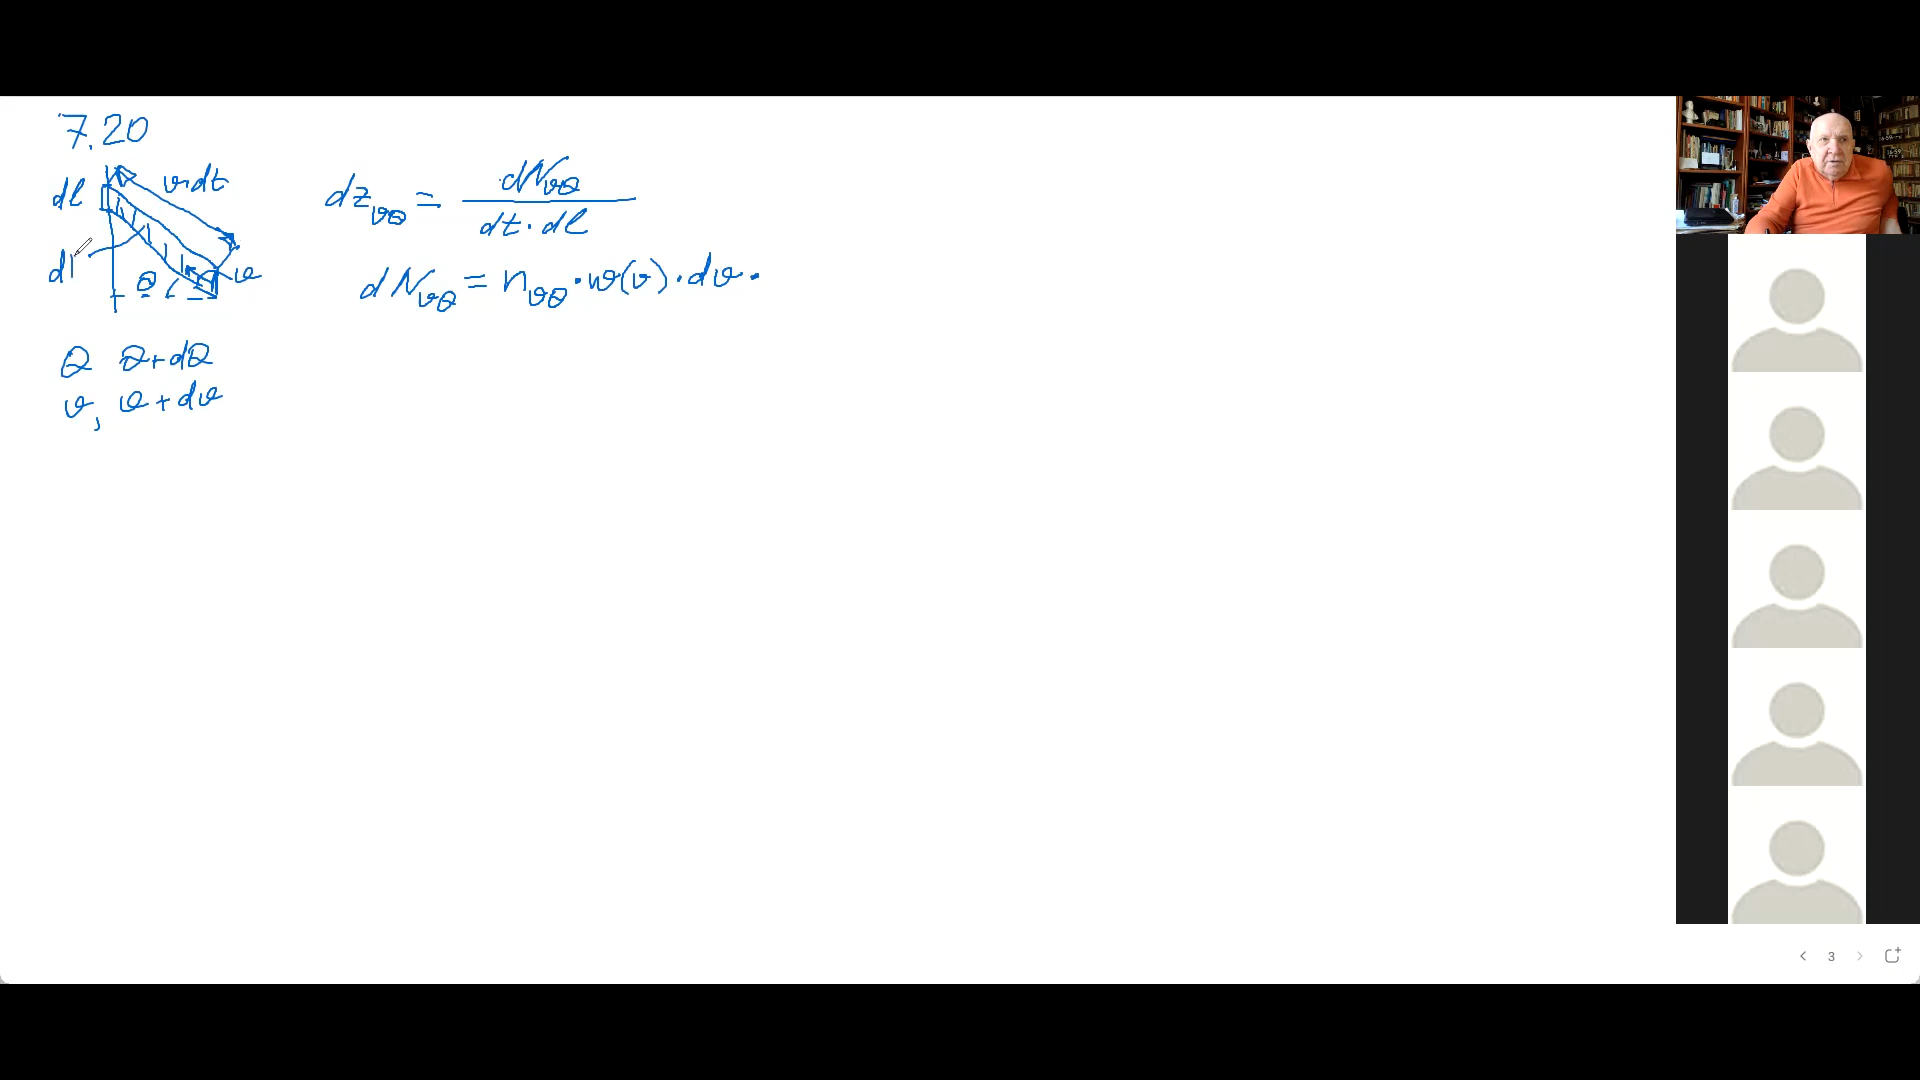 7.20
dl
v·dt
dl
θ
v
θ θ+dθ
v, v+dv
dz_vθ = dN_vθ / dt·dl
dN_vθ = n_vθ · w(v) · dv ·
3